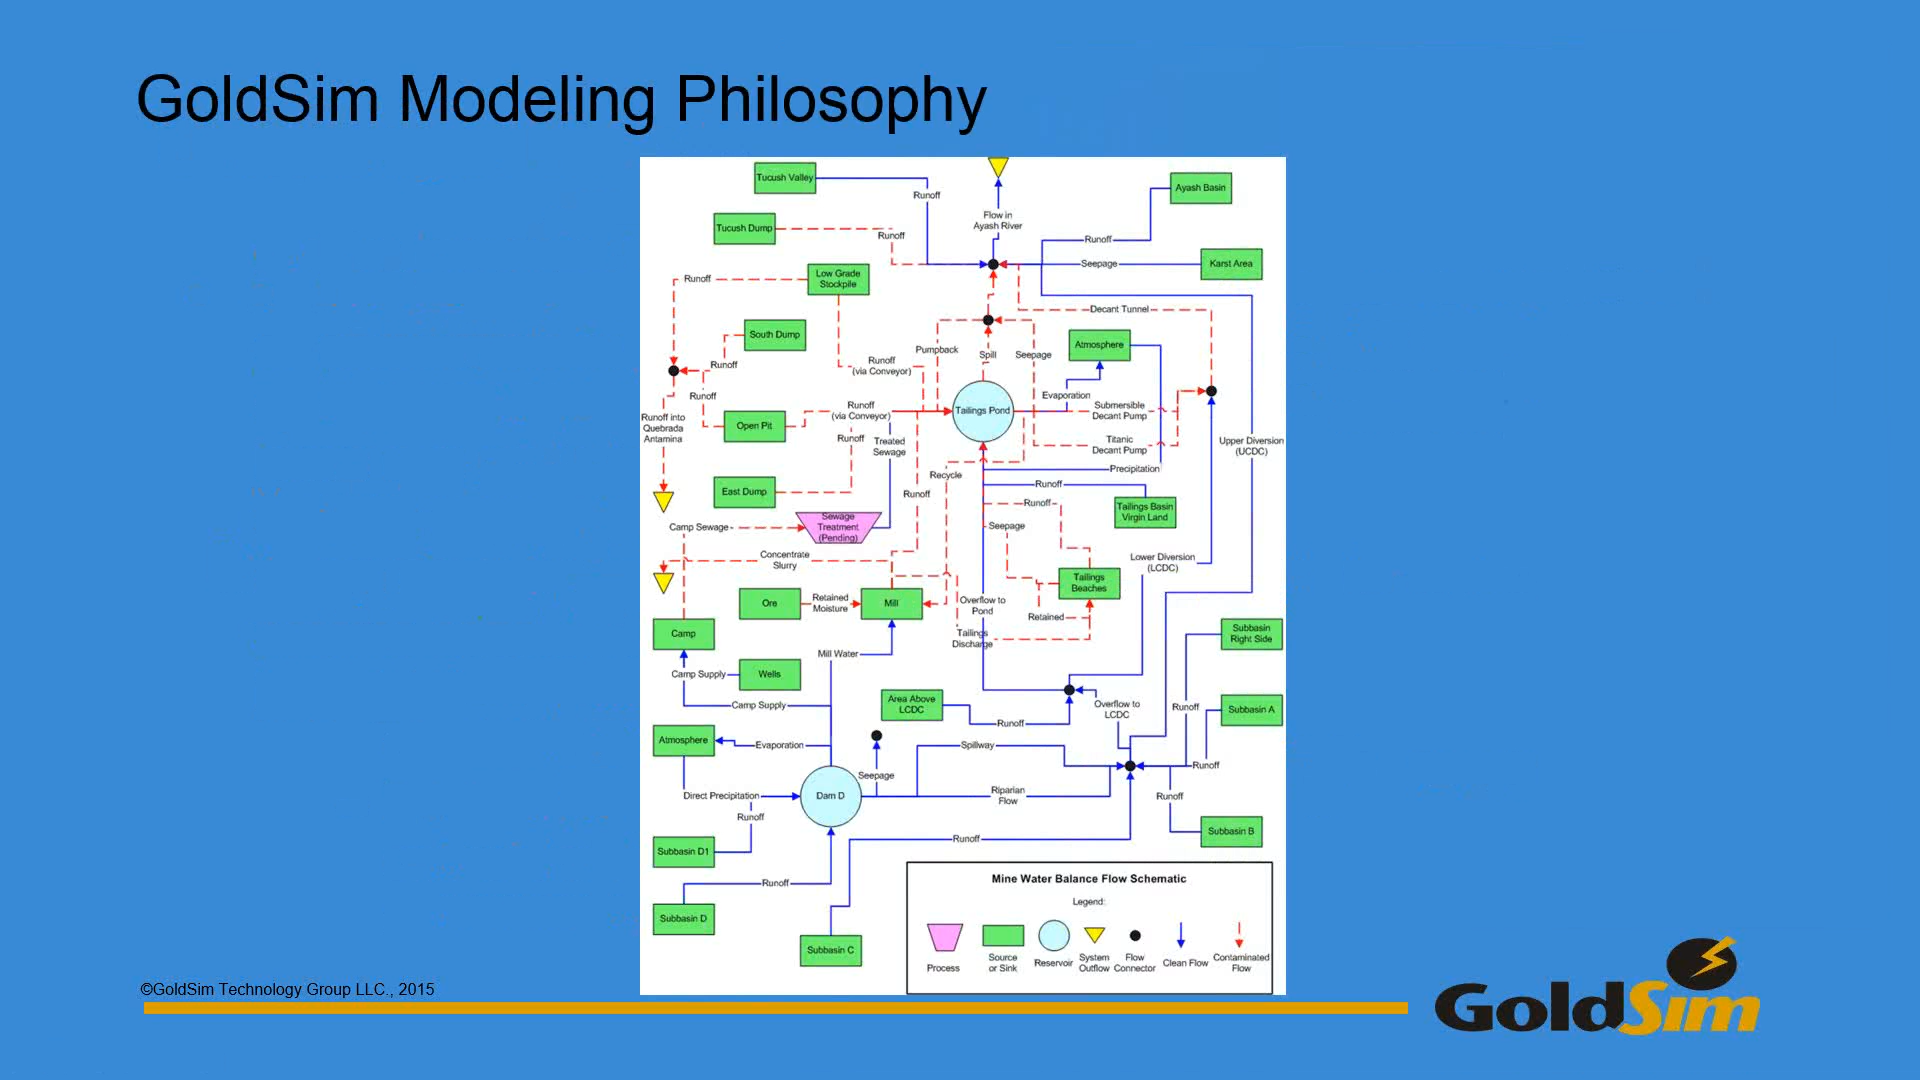 GoldSim Modeling Philosophy
Tucush Valley
Runoff
Ayash Basin
Flow in
Ayash River
Tucush Dump
Runoff
Runoff
Seepage
Karst Area
Runoff
Low Grade
Stockpile
Decant Tunnel
South Dump
Runoff
Pumpback
Spill
Seepage
Atmosphere
Runoff
(via Conveyor)
Runoff
Evaporation
Runoff into
Quebrada
Antamina
Open Pit
Runoff
(via Conveyor)
Tailings Pond
Submersible
Decant Pump
Runoff
Treated
Sewage
Titanic
Decant Pump
Upper Diversion
(UCDC)
Precipitation
Recycle
Runoff
East Dump
Runoff
Runoff
Tailings Basin
Virgin Land
Camp Sewage
Sewage
Treatment
(Pending)
Seepage
Concentrate
Slurry
Lower Diversion
(LCDC)
Tailings
Beaches
Ore
Retained
Moisture
Mill
Overflow to
Pond
Retained
Camp
Tailings
Discharge
Subbasin
Right Side
Mill Water
Camp Supply
Wells
Camp Supply
Area Above
LCDC
Runoff
Overflow to
LCDC
Runoff
Subbasin A
Atmosphere
Evaporation
Spillway
Runoff
Seepage
Direct Precipitation
Dam D
Riparian
Flow
Runoff
Runoff
Subbasin B
Runoff
Subbasin D1
Runoff
Subbasin D
Subbasin C
Mine Water Balance Flow Schematic
Legend:
Process
Source
or Sink
Reservoir
System
Outflow
Flow
Connector
Clean Flow
Contaminated
Flow
©GoldSim Technology Group LLC., 2015
GoldSim